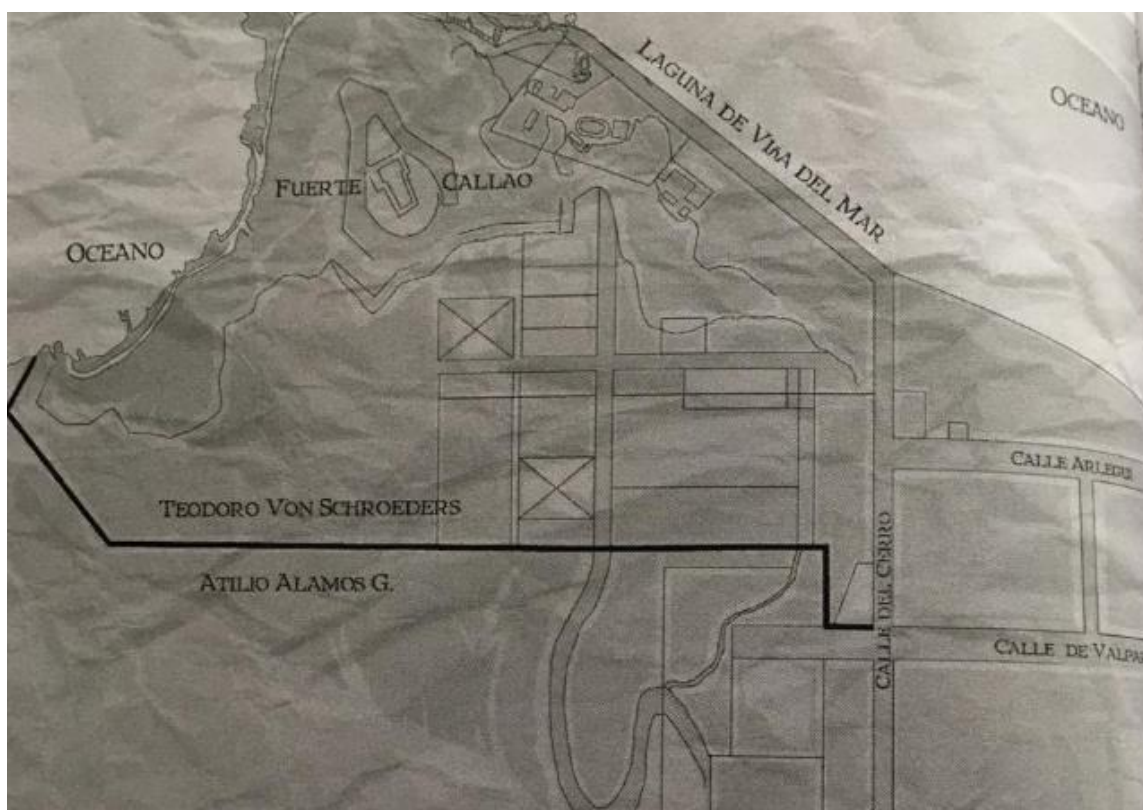 LAGUNA DE VIñA DEL MAR
OCEANO
FUERTE CALLAO
OCEANO
CALLE ARLEGUI
TEODORO VON SCHROEDERS
ATILIO ALAMOS G.
CALLE DEL CERRO
CALLE DE VALPAR